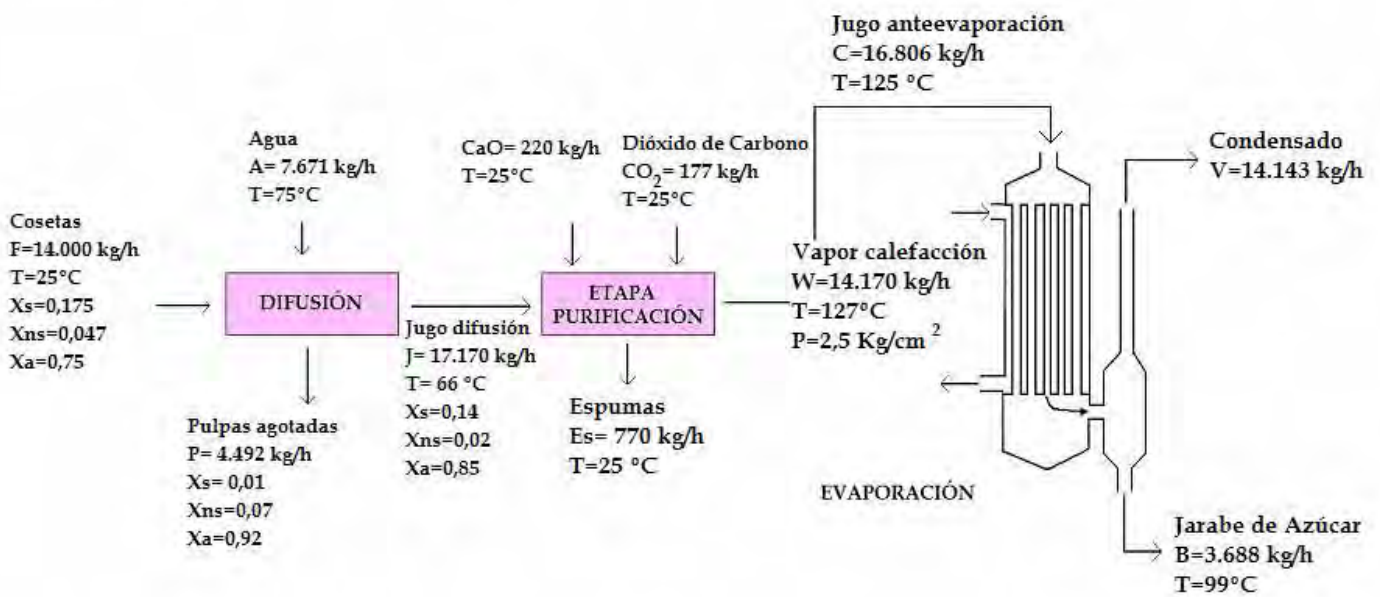 Jugo anteevaporación
C=16.806 kg/h
T=125 °C
Agua
A= 7.671 kg/h
T=75°C
CaO= 220 kg/h
T=25°C
Dióxido de Carbono
CO2= 177 kg/h
T=25°C
Condensado
V=14.143 kg/h
Cosetas
F=14.000 kg/h
T=25°C
Xs=0,175
Xns=0,047
Xa=0,75
DIFUSIÓN
ETAPA
PURIFICACIÓN
Vapor calefacción
W=14.170 kg/h
T=127°C
P=2,5 Kg/cm 2
Jugo difusión
J= 17.170 kg/h
T= 66 °C
Xs=0,14
Xns=0,02
Xa=0,85
Pulpas agotadas
P= 4.492 kg/h
Xs= 0,01
Xns=0,07
Xa=0,92
Espumas
Es= 770 kg/h
T=25 °C
EVAPORACIÓN
Jarabe de Azúcar
B=3.688 kg/h
T=99°C